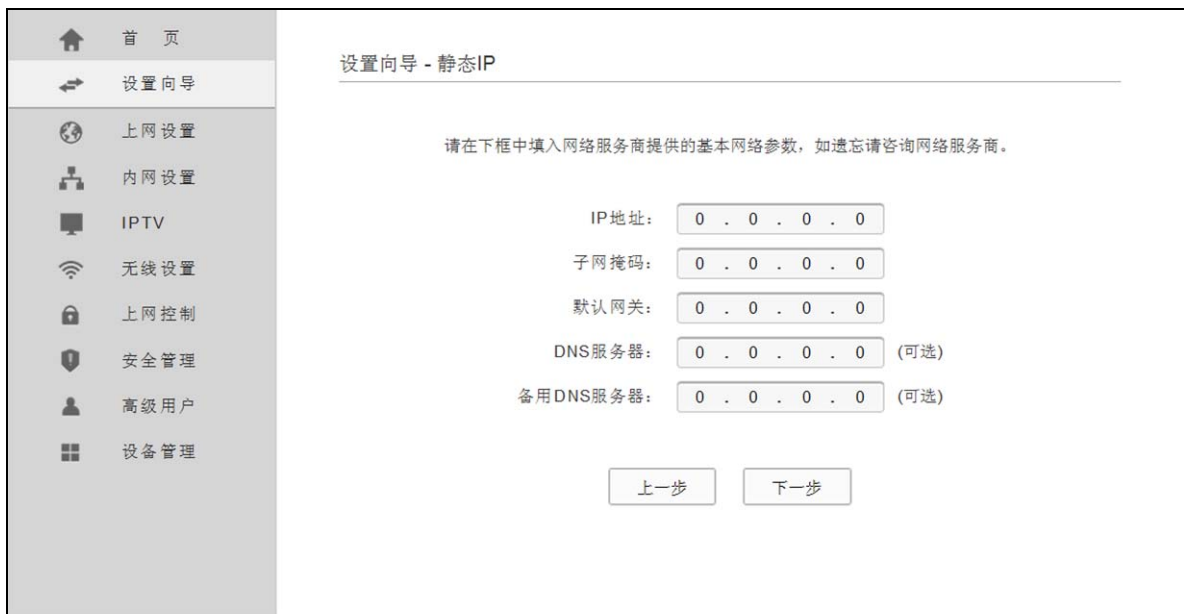 首 页
设置向导
上网设置
内网设置
IPTV
无线设置
上网控制
安全管理
高级用户
设备管理
设置向导 - 静态IP
请在下框中填入网络服务商提供的基本网络参数，如遗忘请咨询网络服务商。
IP地址： 0 . 0 . 0 . 0
子网掩码： 0 . 0 . 0 . 0
默认网关： 0 . 0 . 0 . 0
DNS服务器： 0 . 0 . 0 . 0 (可选)
备用DNS服务器： 0 . 0 . 0 . 0 (可选)
上一步 下一步